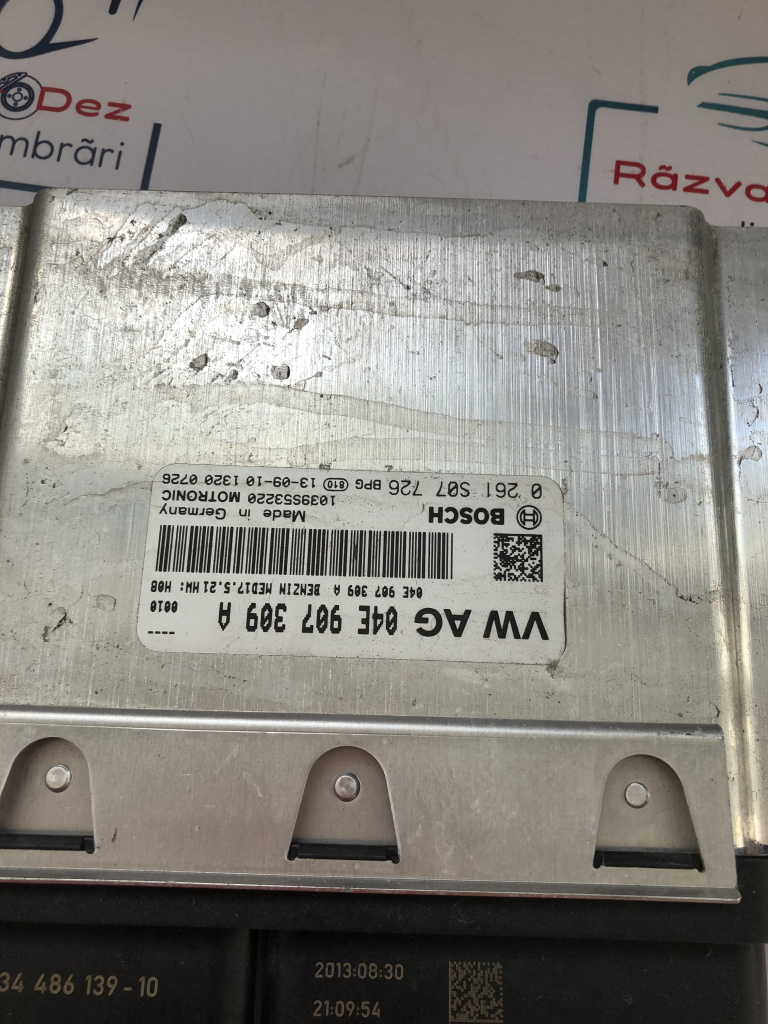 Dez
mbrãri
Răzva
VW AG 04E 907 309 A
----
0010
04E 907 309 A BENZIN MED17.5.21 HW: H08
BOSCH
Made in Germany
1039S53220 MOTRONIC
0 261 S07 726 BPG 810 13-09-10 1320 0726
34 486 139-10
2013:08:30
21:09:54